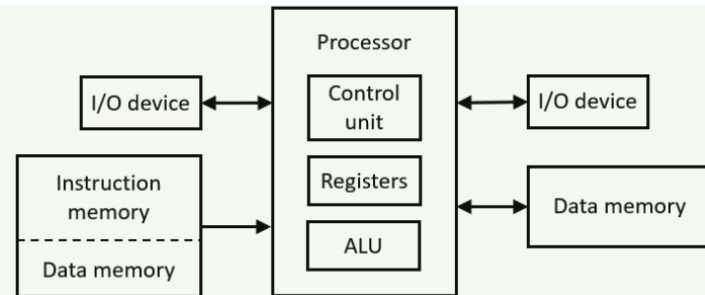 Processor
I/O device
Control
unit
I/O device
Instruction
memory
Registers
Data memory
ALU
Data memory